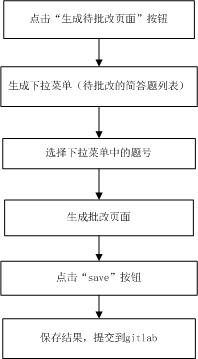 点击“生成待批改页面”按钮
生成下拉菜单（待批改的简答题列表）
选择下拉菜单中的题号
生成批改页面
点击“save”按钮
保存结果，提交到gitlab